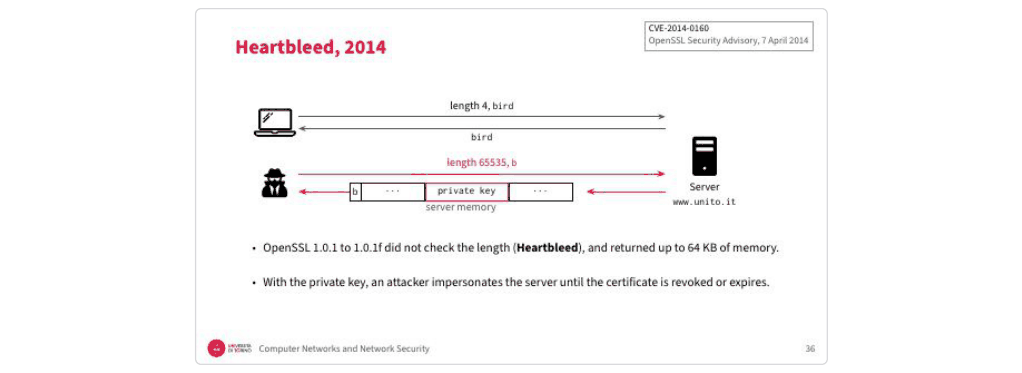 Heartbleed, 2014
CVE-2014-0160
OpenSSL Security Advisory, 7 April 2014
length 4, bird
bird
length 65535, b
b ··· private key ···
server memory
Server
www.unito.it
• OpenSSL 1.0.1 to 1.0.1f did not check the length (Heartbleed), and returned up to 64 KB of memory.
• With the private key, an attacker impersonates the server until the certificate is revoked or expires.
UNIVERSITÀ
DI TORINO
Computer Networks and Network Security
36